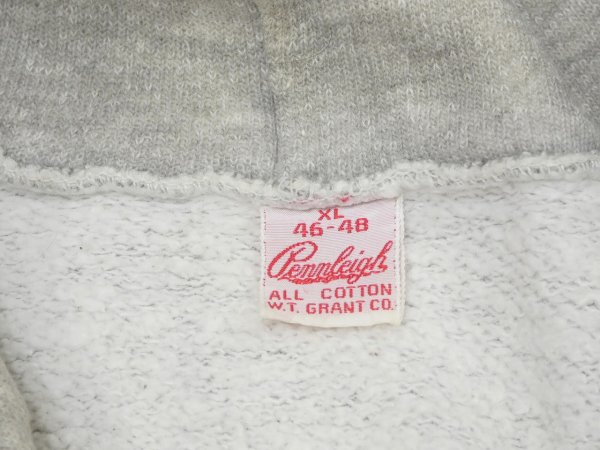 XL
46-48
Pennleigh
ALL COTTON
W.T. GRANT CO.